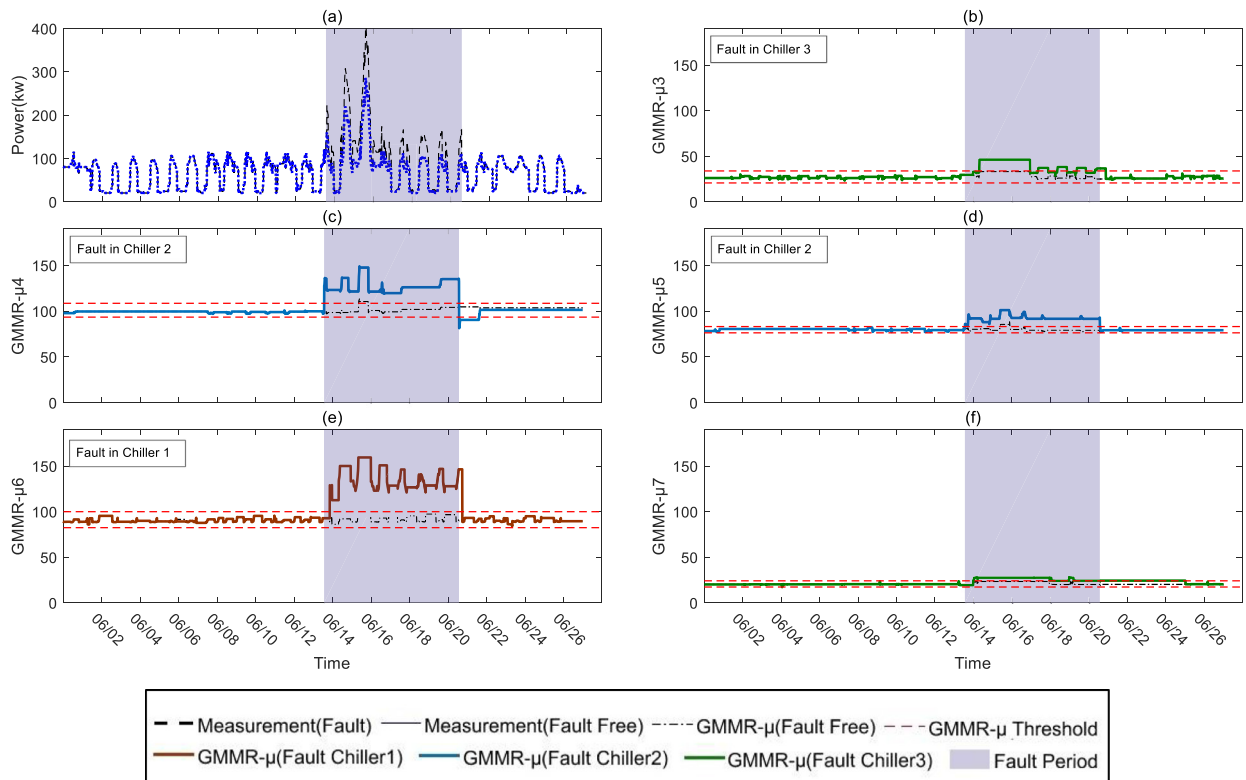 (a)
Power(kw)
400
300
200
100
0
(b)
Fault in Chiller 3
GMMR-μ3
150
100
50
0
(c)
Fault in Chiller 2
GMMR-μ4
150
100
50
0
(d)
Fault in Chiller 2
GMMR-μ5
150
100
50
0
(e)
Fault in Chiller 1
GMMR-μ6
150
100
50
0
06/02 06/04 06/06 06/08 06/10 06/12 06/14 06/16 06/18 06/20 06/22 06/24 06/26
Time
(f)
GMMR-μ7
150
100
50
0
06/02 06/04 06/06 06/08 06/10 06/12 06/14 06/16 06/18 06/20 06/22 06/24 06/26
Time
Measurement(Fault) Measurement(Fault Free) GMMR-μ(Fault Free) GMMR-μ Threshold
GMMR-μ(Fault Chiller1) GMMR-μ(Fault Chiller2) GMMR-μ(Fault Chiller3) Fault Period